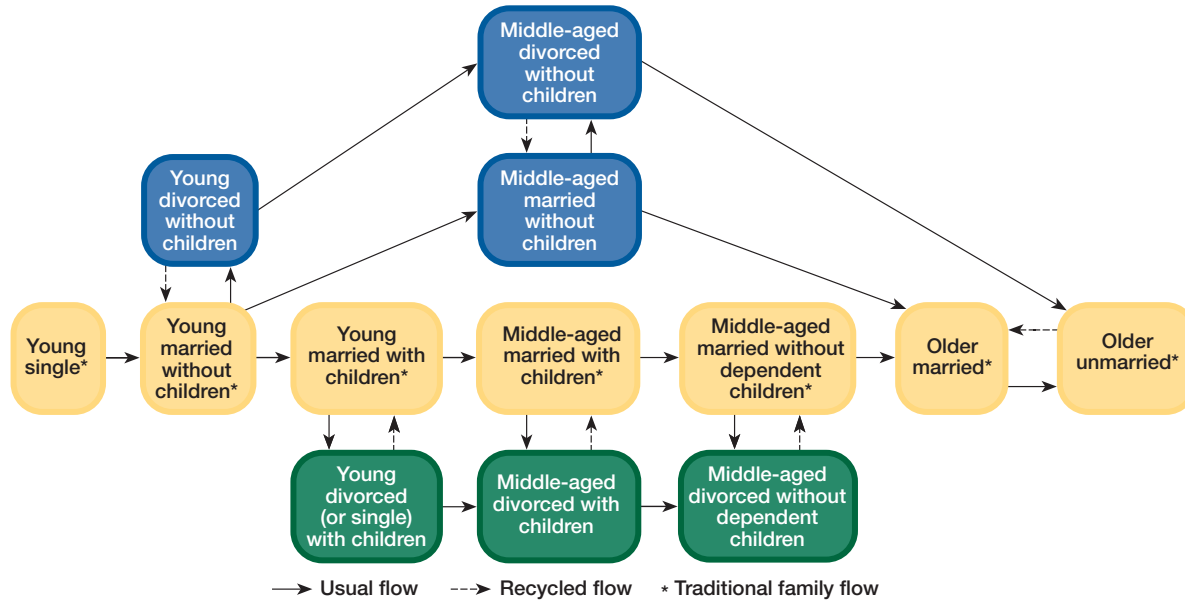 Middle-aged
divorced
without
children
Young
divorced
without
children
Middle-aged
married
without
children
Young
single*
Young
married
without
children*
Young
married with
children*
Middle-aged
married with
children*
Middle-aged
married without
dependent
children*
Older
married*
Older
unmarried*
Young
divorced
(or single)
with children
Middle-aged
divorced with
children
Middle-aged
divorced without
dependent
children
Usual flow
Recycled flow
* Traditional family flow